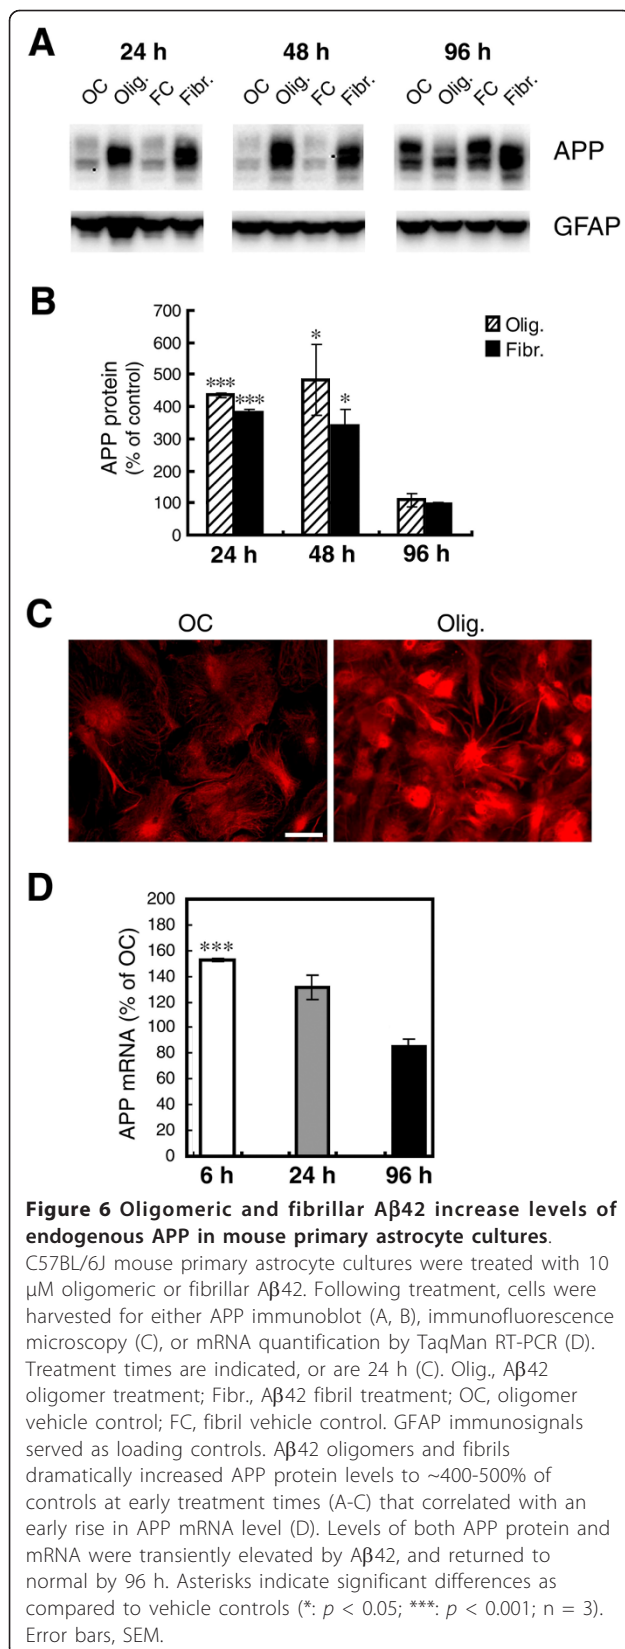 A
24 h 48 h 96 h
OC Olig. FC Fibr. OC Olig. FC Fibr. OC Olig. FC Fibr.
APP
GFAP
B
700
600
500
400
300
200
100
0
APP protein
(% of control)
Olig.
Fibr.
*** *** * *
24 h 48 h 96 h
C
OC Olig.
D
200
180
160
140
120
100
80
60
40
20
0
APP mRNA (% of OC)
***
6 h 24 h 96 h
Figure 6 Oligomeric and fibrillar Aβ42 increase levels of
endogenous APP in mouse primary astrocyte cultures.
C57BL/6J mouse primary astrocyte cultures were treated with 10
μM oligomeric or fibrillar Aβ42. Following treatment, cells were
harvested for either APP immunoblot (A, B), immunofluorescence
microscopy (C), or mRNA quantification by TaqMan RT-PCR (D).
Treatment times are indicated, or are 24 h (C). Olig., Aβ42
oligomer treatment; Fibr., Aβ42 fibril treatment; OC, oligomer
vehicle control; FC, fibril vehicle control. GFAP immunosignals
served as loading controls. Aβ42 oligomers and fibrils
dramatically increased APP protein levels to ~400-500% of
controls at early treatment times (A-C) that correlated with an
early rise in APP mRNA level (D). Levels of both APP protein and
mRNA were transiently elevated by Aβ42, and returned to
normal by 96 h. Asterisks indicate significant differences as
compared to vehicle controls (*: p < 0.05; ***: p < 0.001; n = 3).
Error bars, SEM.